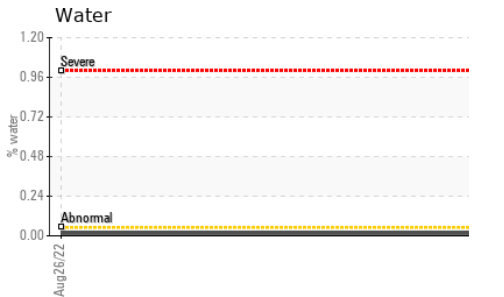 Water
1.20
Severe
0.96
0.72
% water
0.48
0.24
Abnormal
0.00
Aug26/22